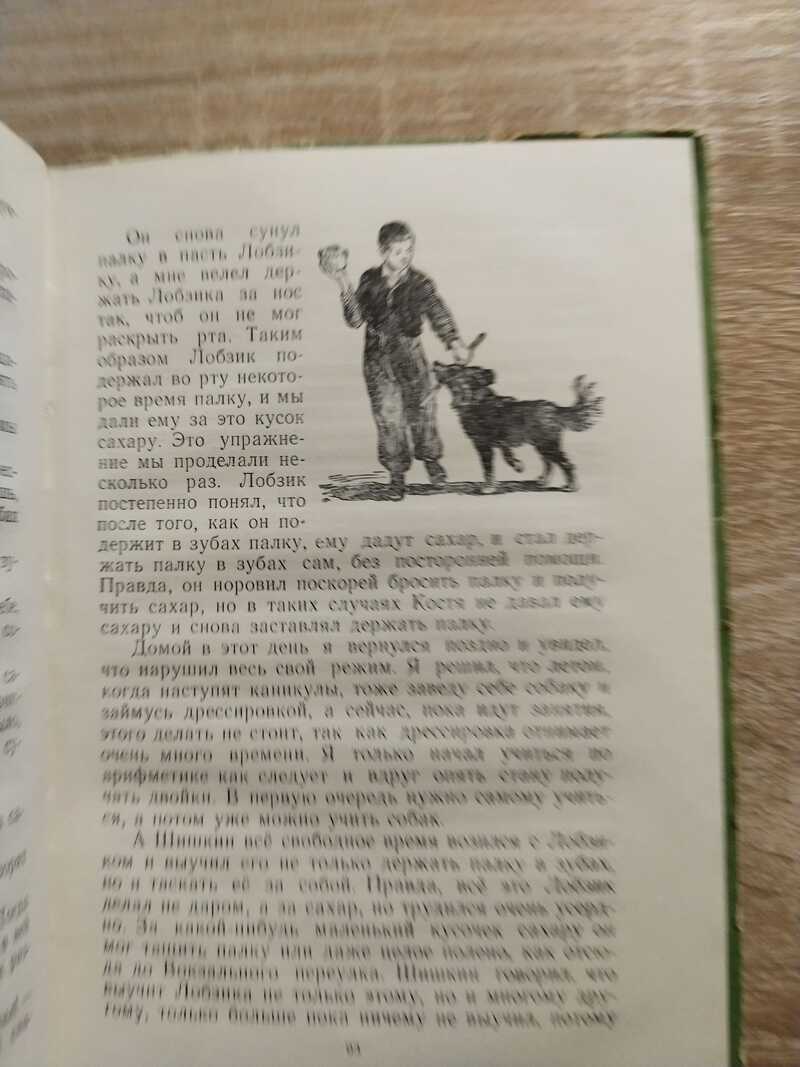 Он снова сунул
палку в пасть Лобзи-
ку, а мне велел дер-
жать Лобзика за нос
так, чтоб он не мог
раскрыть рта. Таким
образом Лобзик по-
держал во рту некото-
рое время палку, и мы
дали ему за это кусок
сахару. Это упражне-
ние мы проделали не-
сколько раз. Лобзик
постепенно понял, что
после того, как он по-
держит в зубах палку, ему дадут сахар, и стал дер-
жать палку в зубах сам, без посторонней помощи.
Правда, он норовил поскорей бросить палку и полу-
чить сахар, но в таких случаях Костя не давал ему
сахару и снова заставлял держать палку.
Домой в этот день я вернулся поздно и увидел,
что нарушил весь свой режим. Я решил, что летом,
когда наступят каникулы, тоже заведу себе собаку и
займусь дрессировкой, а сейчас, пока идут занятия,
этого делать не стоит, так как дрессировка отнимает
очень много времени. Я только начал учиться по
арифметике как следует и вдруг опять стану полу-
чать двойки. В первую очередь нужно самому учить-
ся, а потом уже можно учить собак.
А Шишкин всё свободное время возился с Лобзи-
ком и выучил его не только держать палку в зубах,
но и таскать её за собой. Правда, всё это Лобзик
делал не даром, а за сахар, но трудился очень усерд-
но. За какой-нибудь маленький кусочек сахару он
мог тащить палку или даже целое полено, как отсю-
да до Вокзального переулка. Шишкин говорил, что
выучит Лобзика не только этому, но и многому дру-
гому, только больше пока ничему не выучил, потому